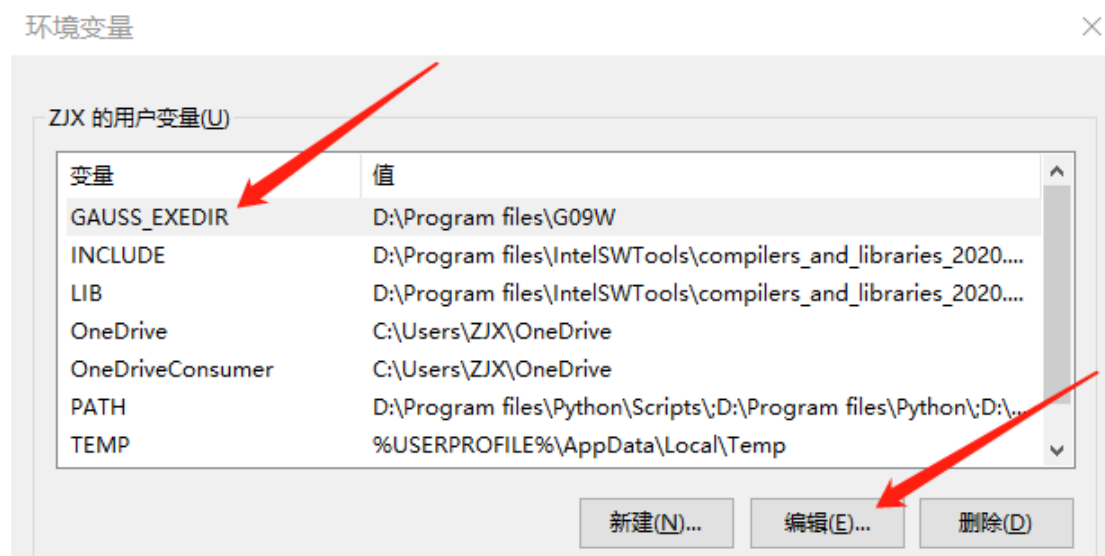 环境变量
ZJX 的用户变量(U)
变量 值
GAUSS_EXEDIR D:\Program files\G09W
INCLUDE D:\Program files\IntelSWTools\compilers_and_libraries_2020....
LIB D:\Program files\IntelSWTools\compilers_and_libraries_2020....
OneDrive C:\Users\ZJX\OneDrive
OneDriveConsumer C:\Users\ZJX\OneDrive
PATH D:\Program files\Python\Scripts\;D:\Program files\Python\;D:\...
TEMP %USERPROFILE%\AppData\Local\Temp
新建(N)... 编辑(E)... 删除(D)